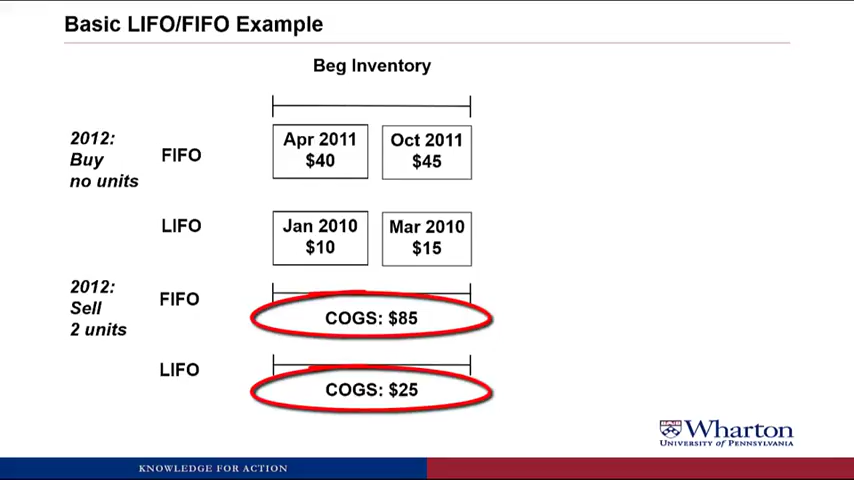 Basic LIFO/FIFO Example
Beg Inventory
2012:
Buy
no units
FIFO
Apr 2011
$40
Oct 2011
$45
LIFO
Jan 2010
$10
Mar 2010
$15
2012:
Sell
2 units
FIFO
COGS: $85
LIFO
COGS: $25
Wharton
UNIVERSITY OF PENNSYLVANIA
KNOWLEDGE FOR ACTION